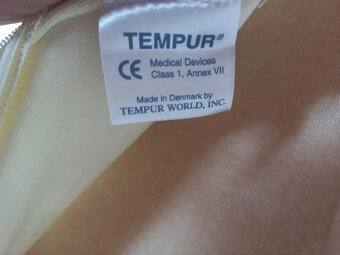 TEMPUR®
CE Medical Devices
Class 1, Annex VII
Made in Denmark by
TEMPUR WORLD, INC.